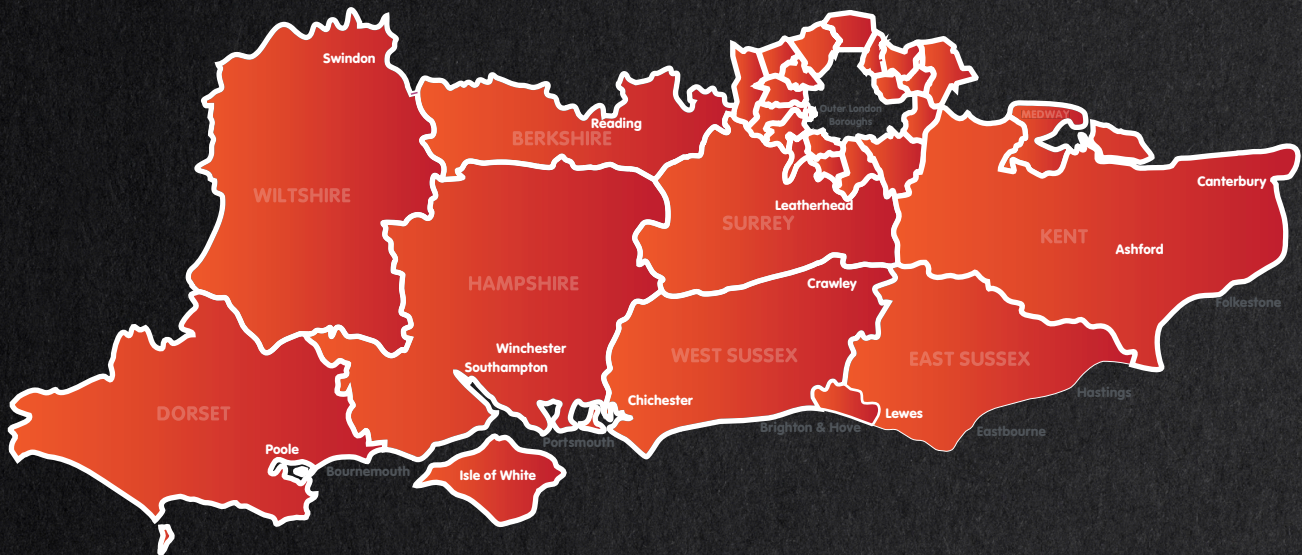 Swindon
Outer London
Boroughs
MEDWAY
Reading
BERKSHIRE
Canterbury
WILTSHIRE
Leatherhead
SURREY
KENT
Ashford
HAMPSHIRE
Crawley
Folkestone
Winchester
WEST SUSSEX
EAST SUSSEX
Southampton
Hastings
Chichester
DORSET
Lewes
Brighton & Hove
Eastbourne
Portsmouth
Poole
Bournemouth
Isle of White